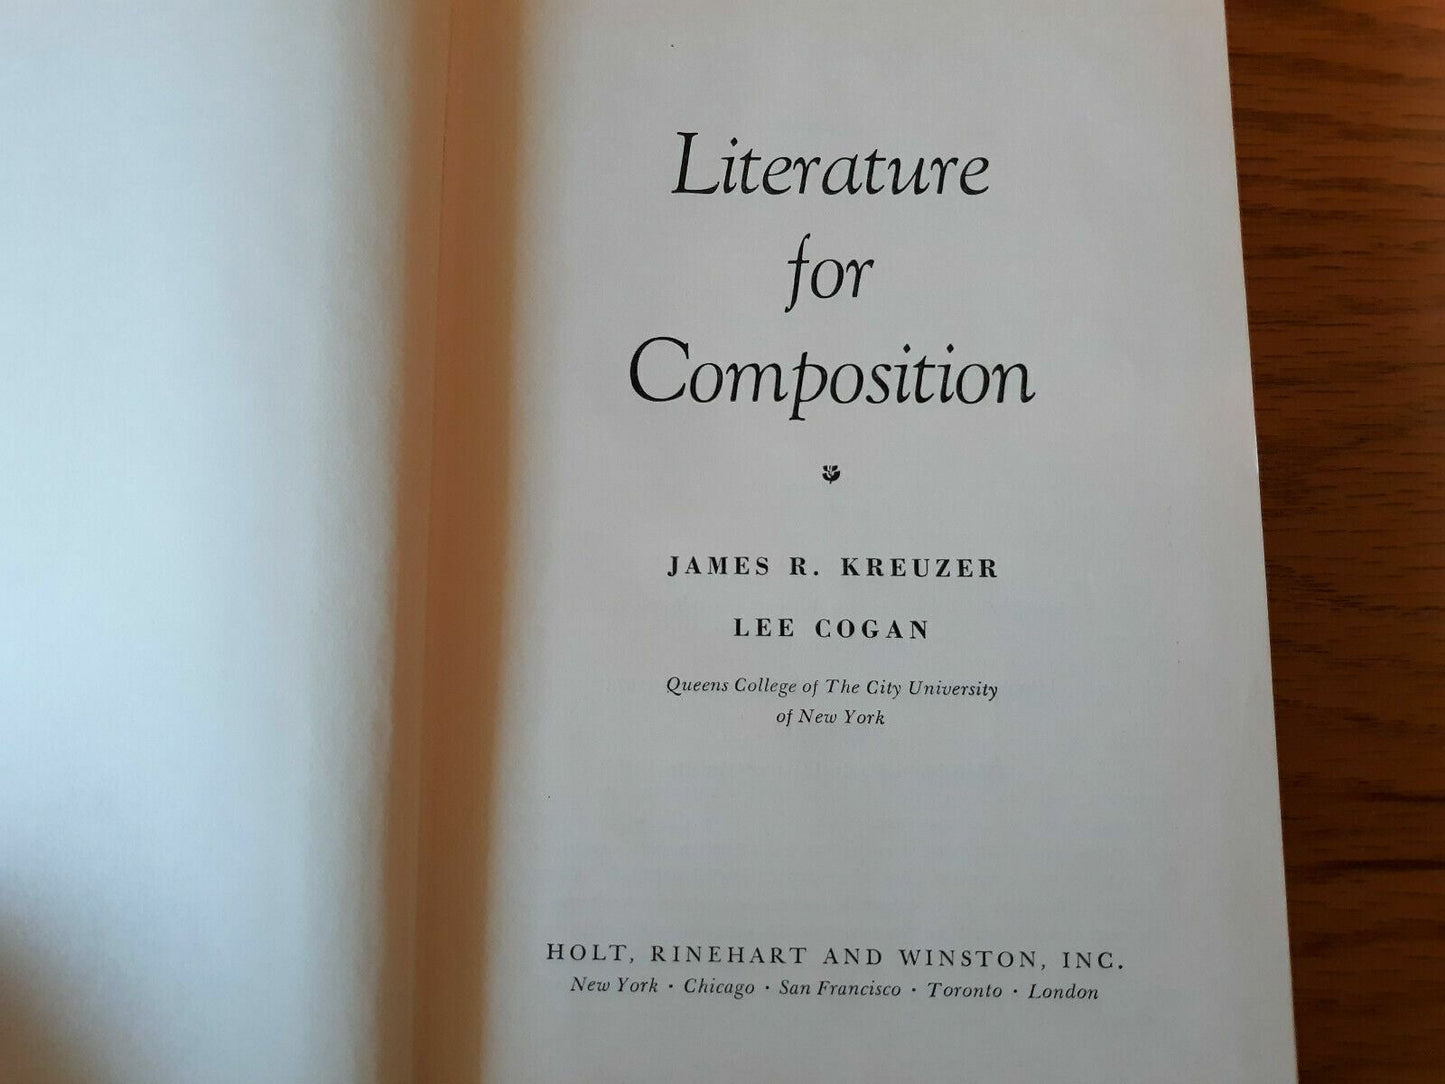 Literature
for
Composition
JAMES R. KREUZER
LEE COGAN
Queens College of The City University
of New York
HOLT, RINEHART AND WINSTON, INC.
New York · Chicago · San Francisco · Toronto · London